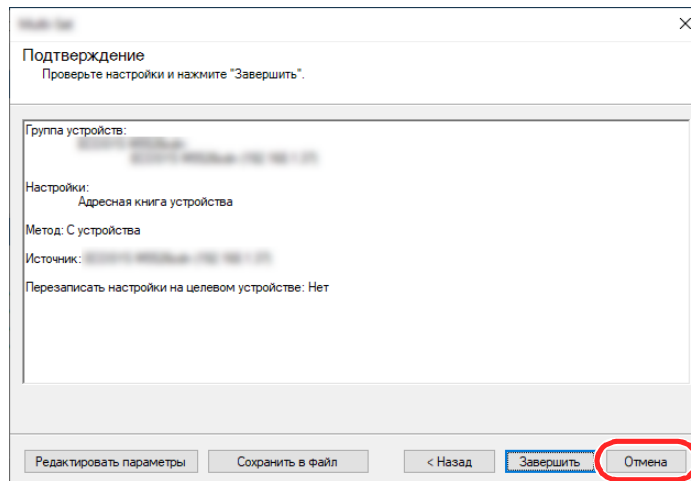 Подтверждение
Проверьте настройки и нажмите "Завершить".
Группа устройств:
Настройки:
Адресная книга устройства
Метод: С устройства
Источник:
Перезаписать настройки на целевом устройстве: Нет
Редактировать параметры
Сохранить в файл
< Назад
Завершить
Отмена